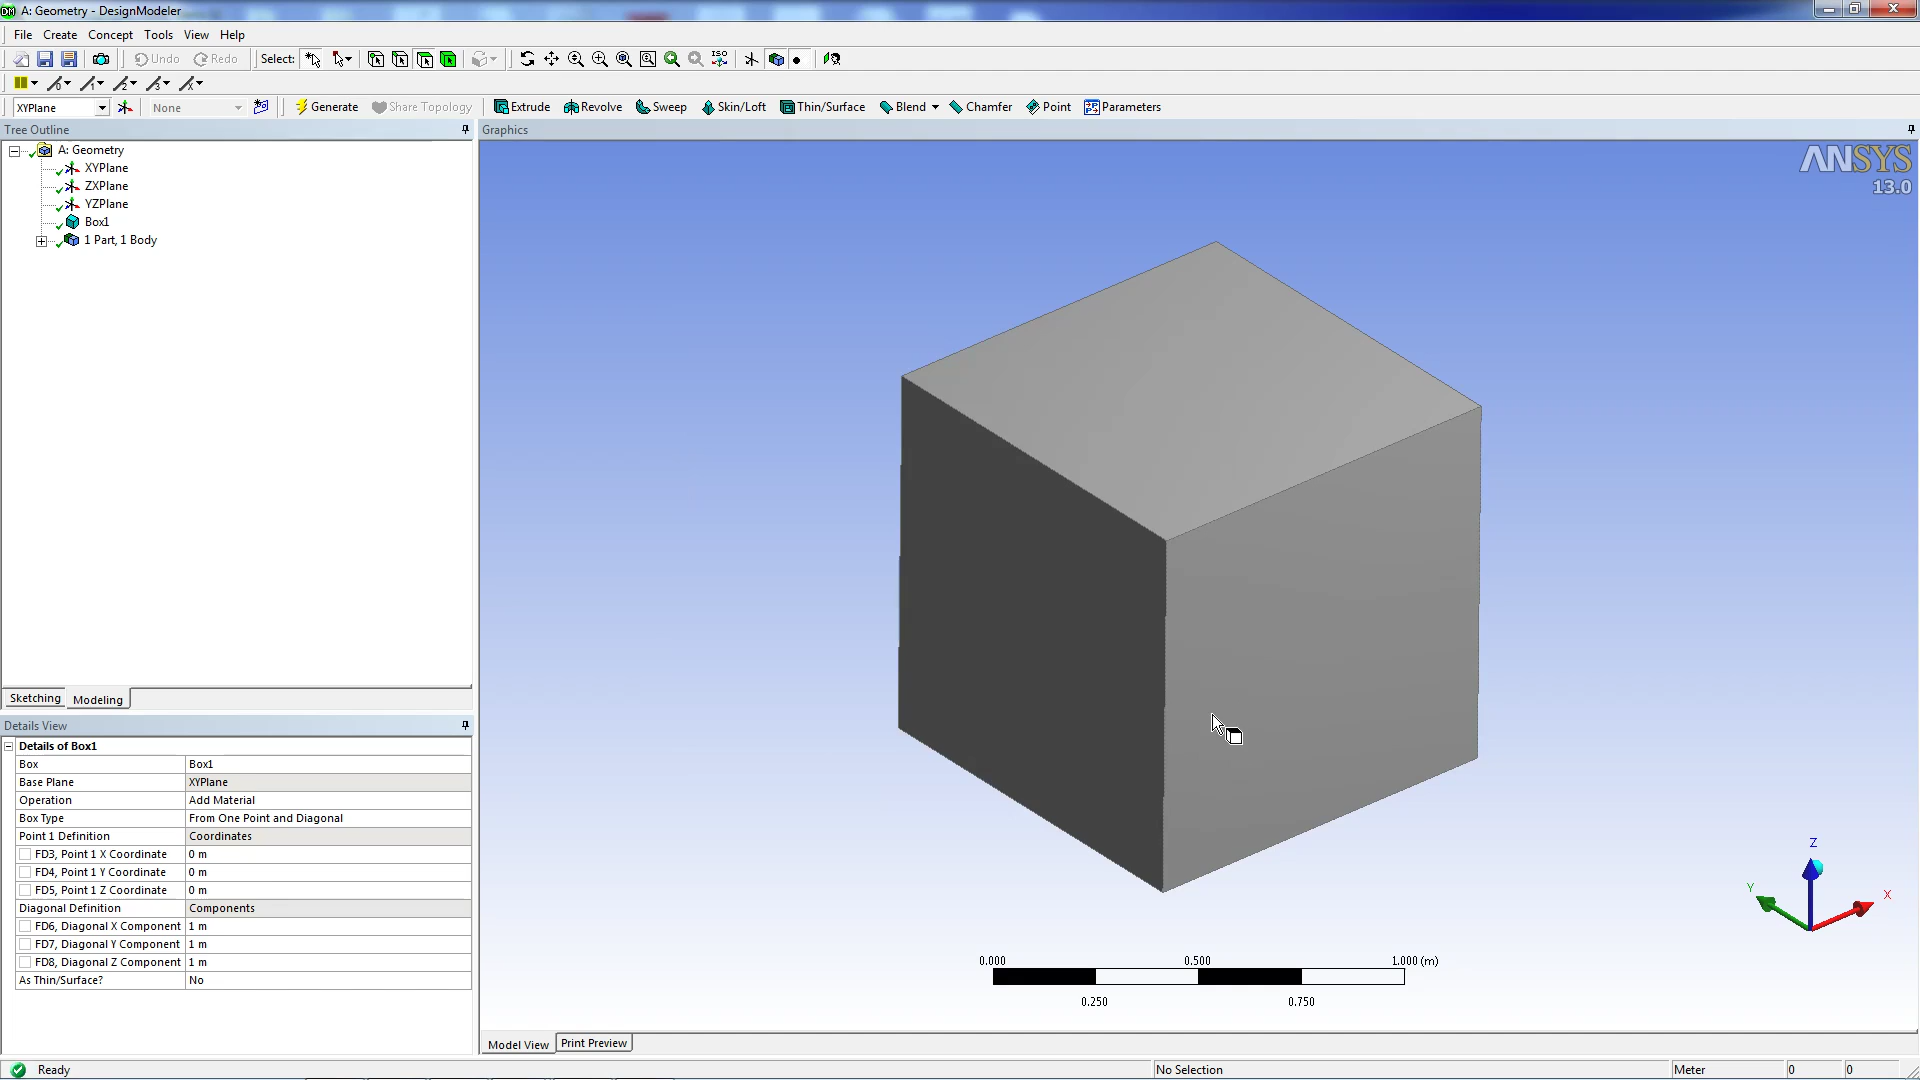 A: Geometry - DesignModeler
File Create Concept Tools View Help
Undo Redo Select: ISO
0 1 2 3 x
XYPlane None Generate Share Topology Extrude Revolve Sweep Skin/Loft Thin/Surface Blend Chamfer Point Parameters
Tree Outline
Graphics
A: Geometry
XYPlane
ZXPlane
YZPlane
Box1
1 Part, 1 Body
ANSYS
13.0
Sketching Modeling
Details View
Details of Box1
Box Box1
Base Plane XYPlane
Operation Add Material
Box Type From One Point and Diagonal
Point 1 Definition Coordinates
FD3, Point 1 X Coordinate 0 m
FD4, Point 1 Y Coordinate 0 m
FD5, Point 1 Z Coordinate 0 m
Diagonal Definition Components
FD6, Diagonal X Component 1 m
FD7, Diagonal Y Component 1 m
FD8, Diagonal Z Component 1 m
As Thin/Surface? No
Z
Y
X
0.000 0.500 1.000 (m)
0.250 0.750
Model View Print Preview
Ready No Selection Meter 0 0